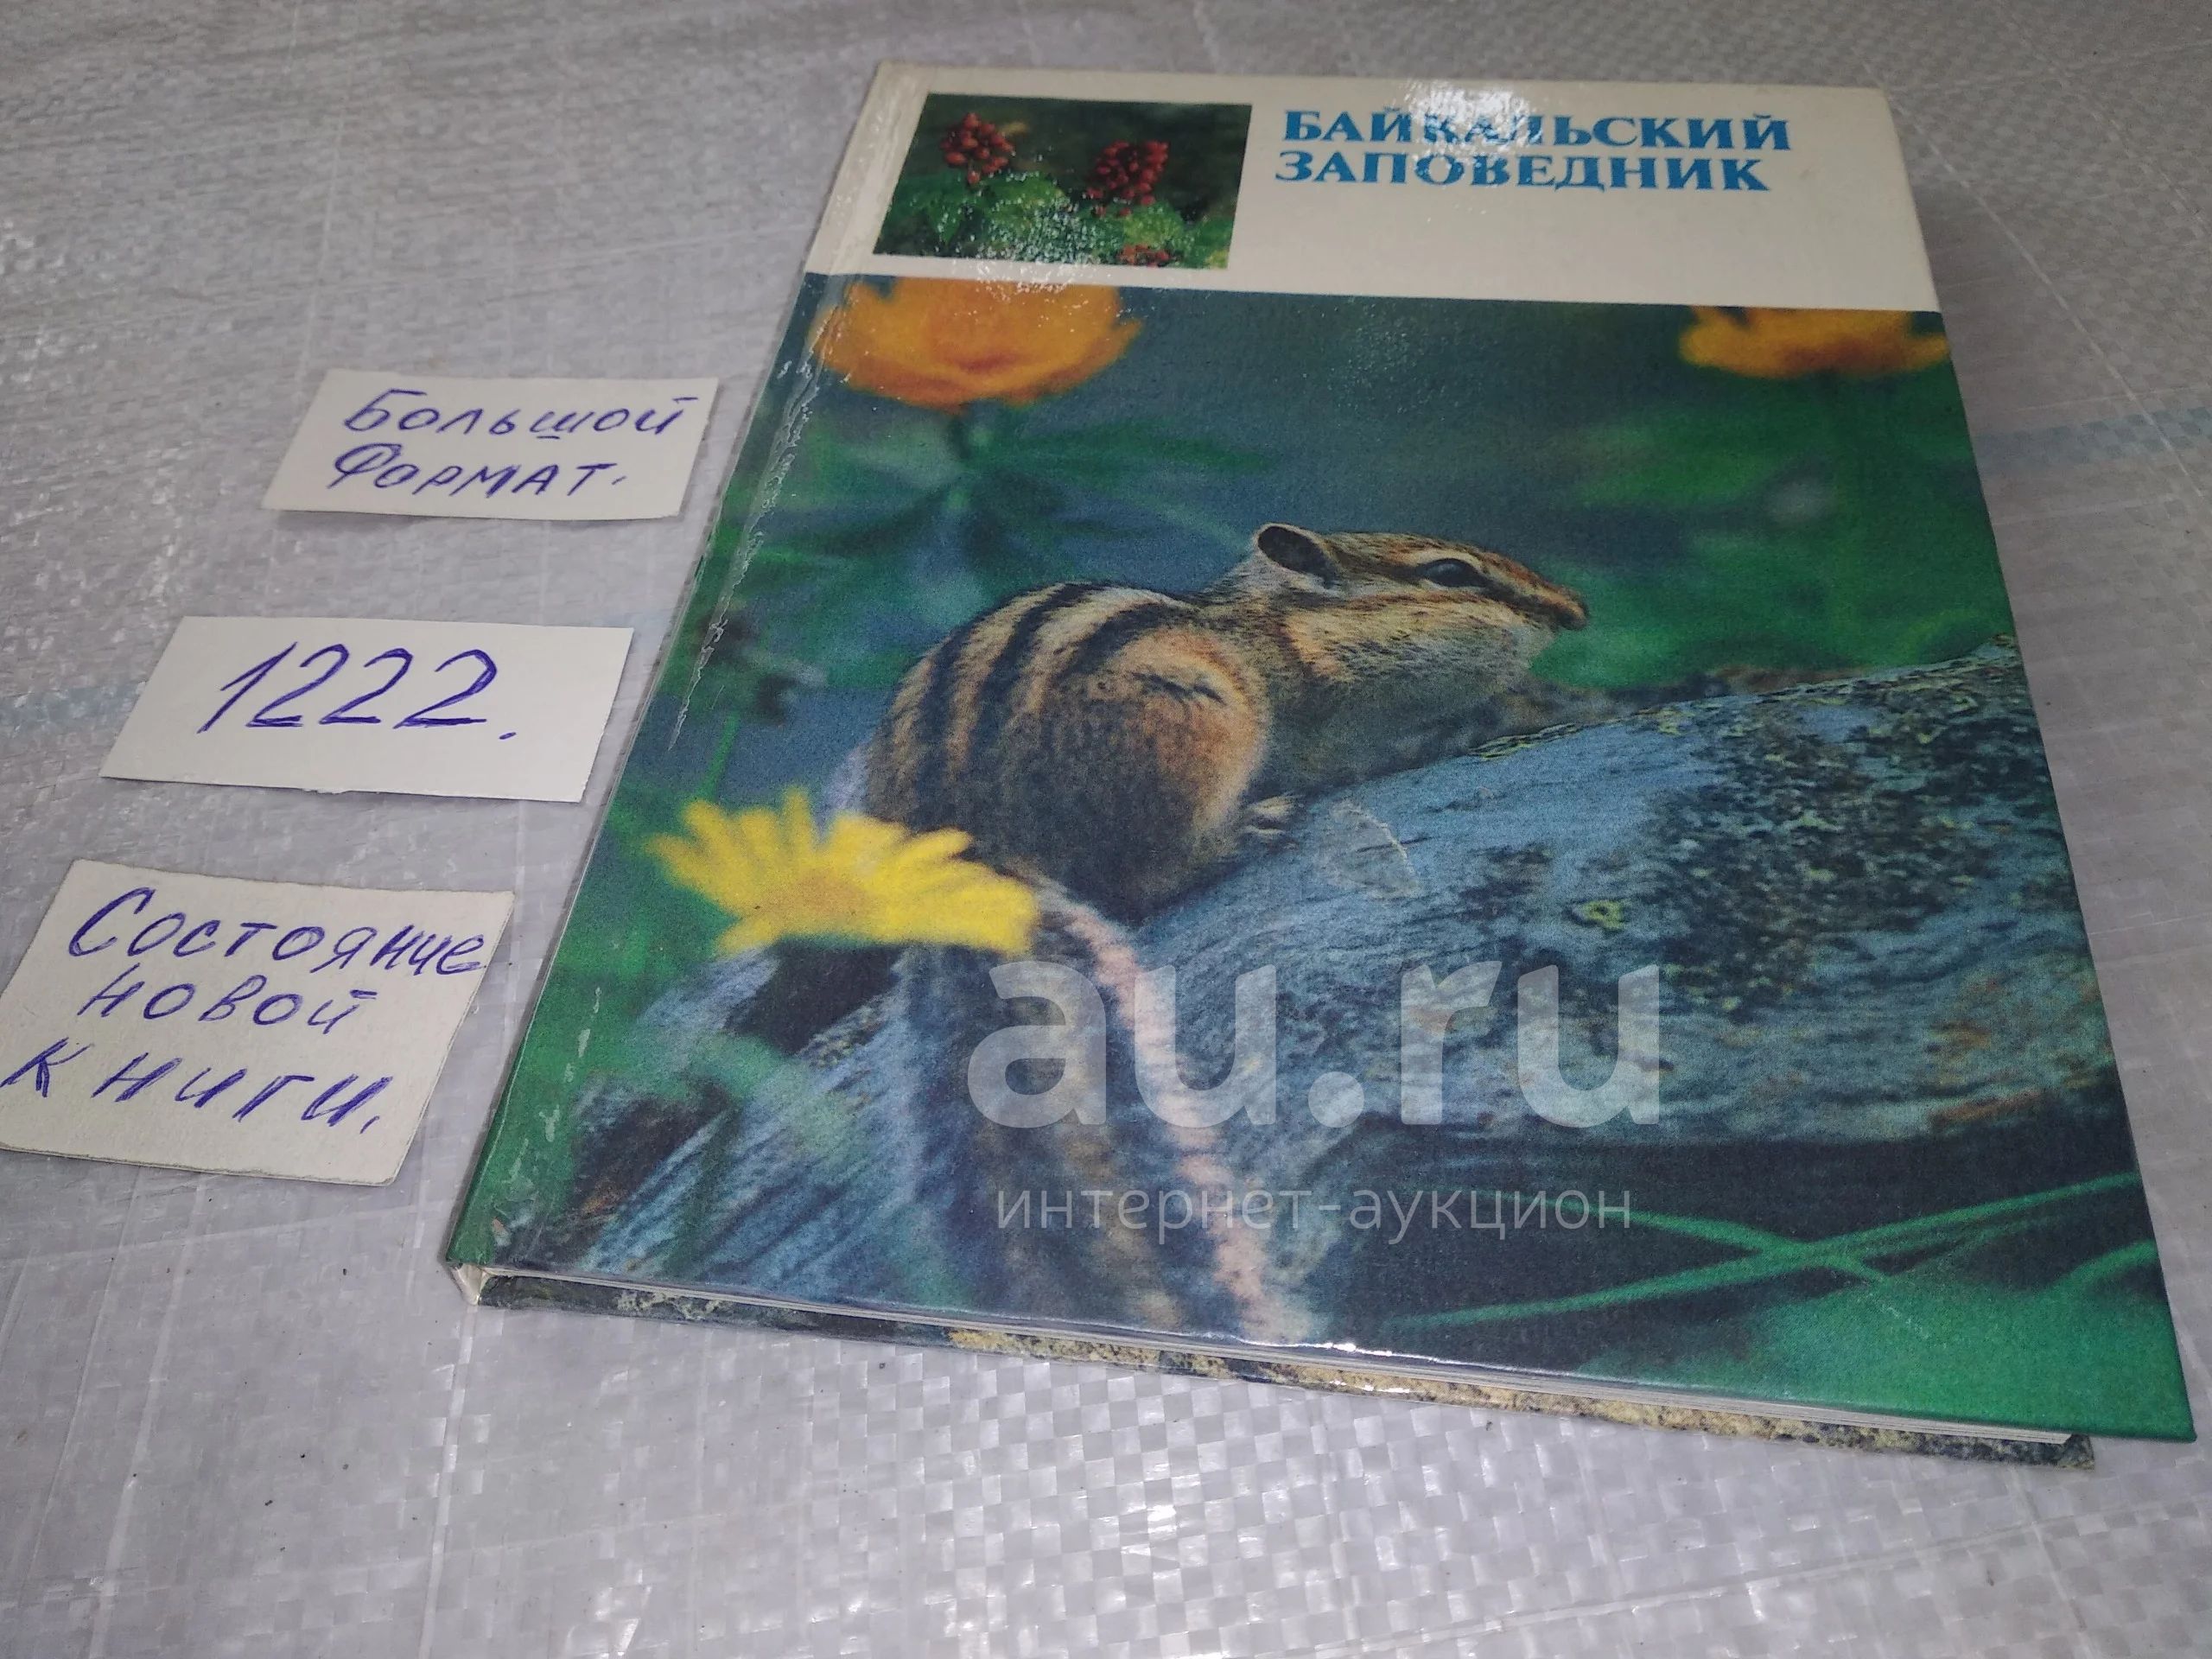 БАЙКАЛЬСКИЙ
ЗАПОВЕДНИК
Большой
Формат.
1222.
Состояние
новой
книги.
au.ru
интернет-аукцион